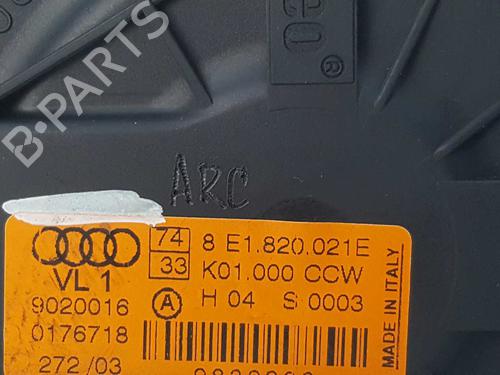 B-PARTS
eo
®
ARC
74 8 E1.820.021E
33 K01.000 CCW
VL 1
9020016 A H 04 S 0003
0176718
272/03
MADE IN ITALY